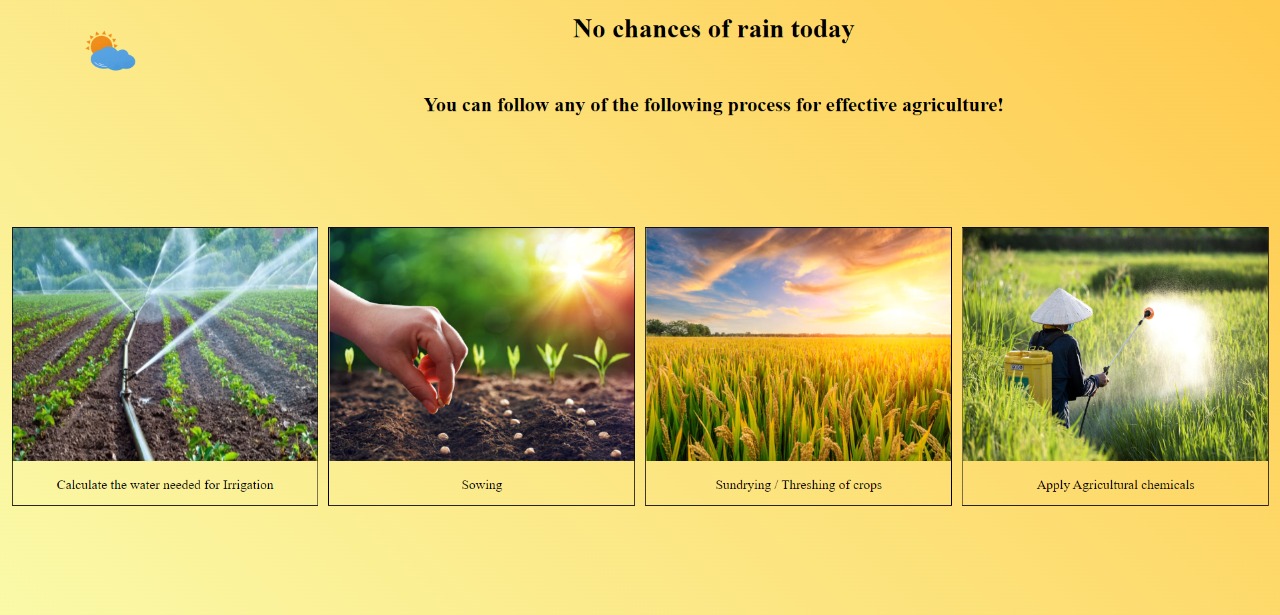 No chances of rain today
You can follow any of the following process for effective agriculture!
Calculate the water needed for Irrigation
Sowing
Sundrying / Threshing of crops
Apply Agricultural chemicals